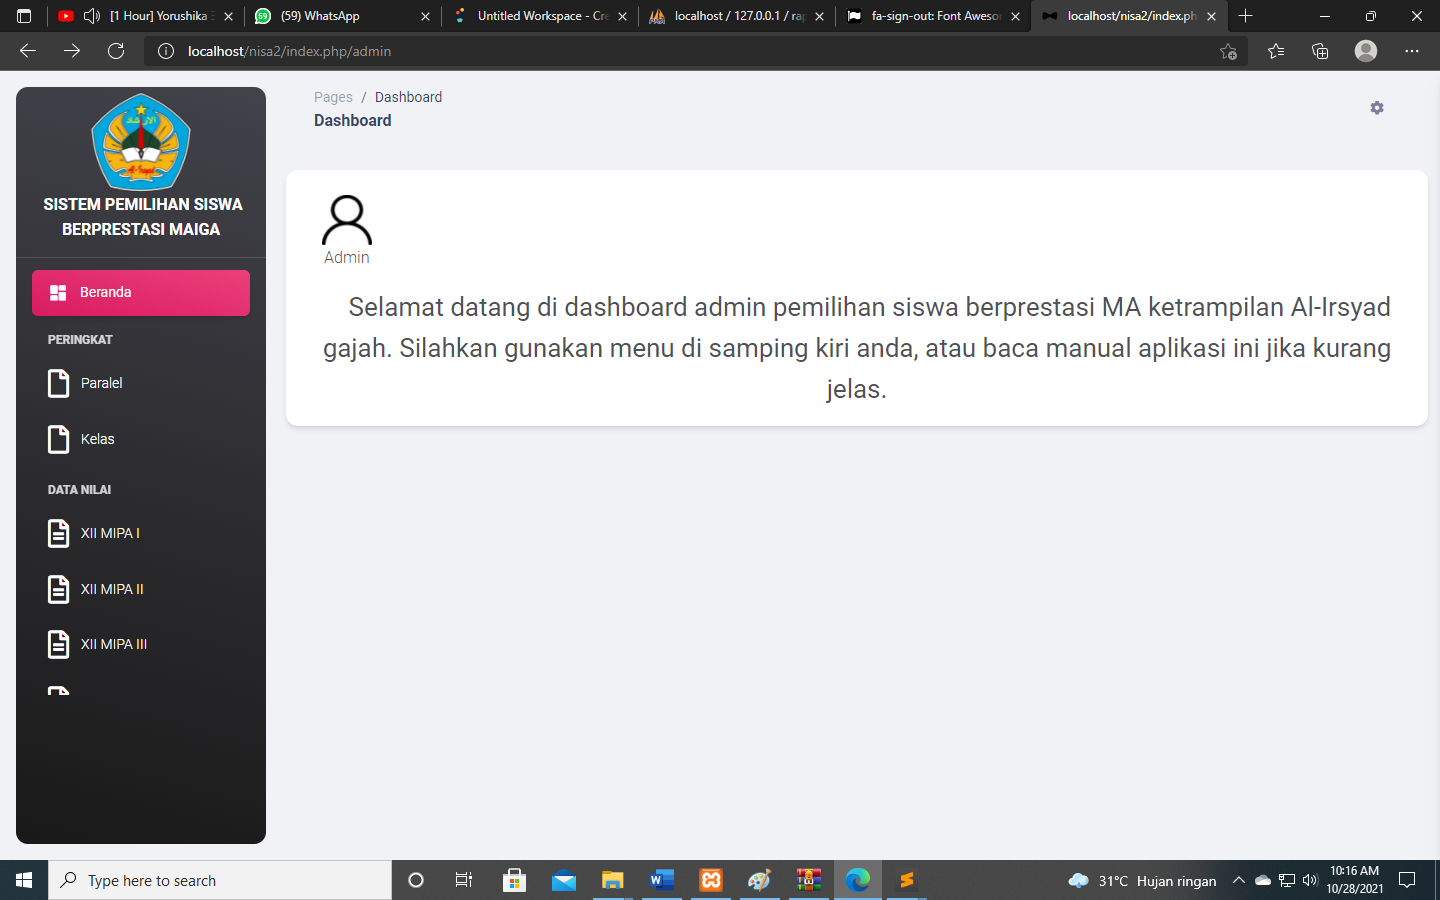 [1 Hour] Yorushika
(59) WhatsApp
Untitled Workspace - Cre
localhost / 127.0.0.1 / rap
fa-sign-out: Font Aweson
localhost/nisa2/index.ph
localhost/nisa2/index.php/admin
SISTEM PEMILIHAN SISWA
BERPRESTASI MAIGA
Beranda
PERINGKAT
Paralel
Kelas
DATA NILAI
XII MIPA I
XII MIPA II
XII MIPA III
Pages / Dashboard
Dashboard
Admin
Selamat datang di dashboard admin pemilihan siswa berprestasi MA ketrampilan Al-Irsyad
gajah. Silahkan gunakan menu di samping kiri anda, atau baca manual aplikasi ini jika kurang
jelas.
Type here to search
31°C Hujan ringan
10:16 AM
10/28/2021